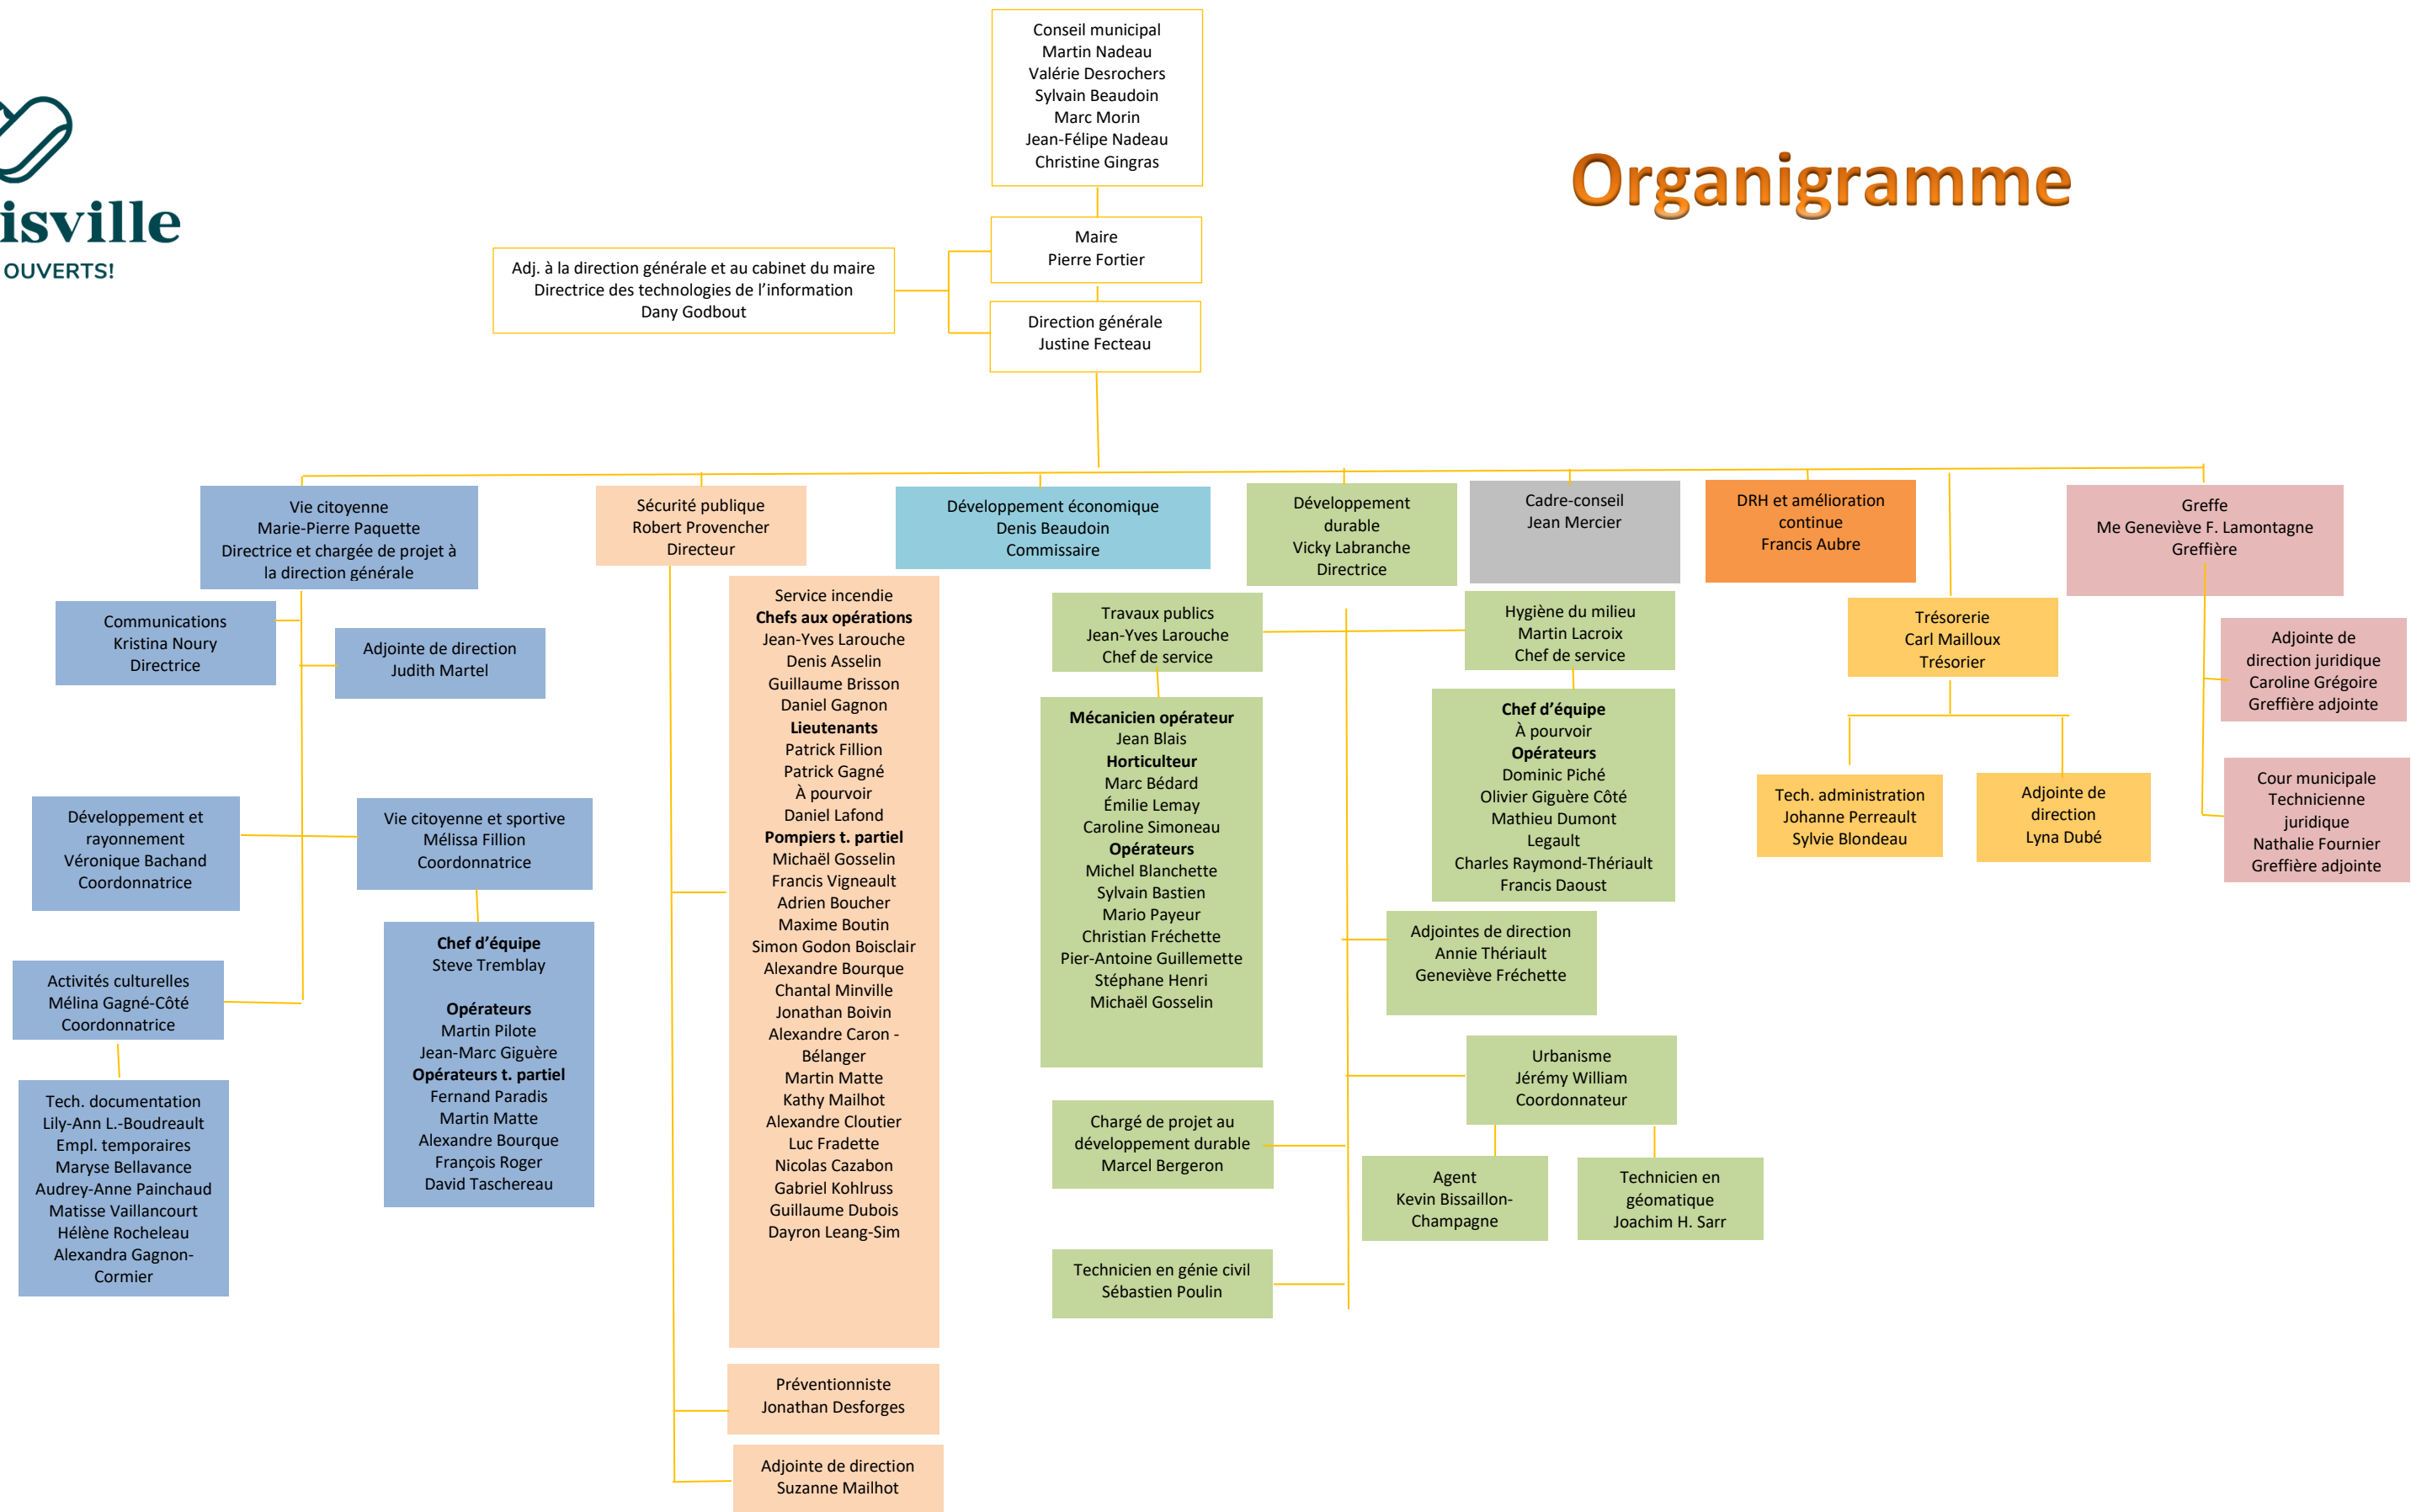 isville
OUVERTS!
Organigramme
Conseil municipal
Martin Nadeau
Valérie Desrochers
Sylvain Beaudoin
Marc Morin
Jean-Félipe Nadeau
Christine Gingras
Maire
Pierre Fortier
Adj. à la direction générale et au cabinet du maire
Directrice des technologies de l’information
Dany Godbout
Direction générale
Justine Fecteau
Vie citoyenne
Marie-Pierre Paquette
Directrice et chargée de projet à
la direction générale
Communications
Kristina Noury
Directrice
Adjointe de direction
Judith Martel
Développement et
rayonnement
Véronique Bachand
Coordonnatrice
Vie citoyenne et sportive
Mélissa Fillion
Coordonnatrice
Chef d’équipe
Steve Tremblay
Opérateurs
Martin Pilote
Jean-Marc Giguère
Opérateurs t. partiel
Fernand Paradis
Martin Matte
Alexandre Bourque
François Roger
David Taschereau
Activités culturelles
Mélina Gagné-Côté
Coordonnatrice
Tech. documentation
Lily-Ann L.-Boudreault
Empl. temporaires
Maryse Bellavance
Audrey-Anne Painchaud
Matisse Vaillancourt
Hélène Rocheleau
Alexandra Gagnon-
Cormier
Sécurité publique
Robert Provencher
Directeur
Service incendie
Chefs aux opérations
Jean-Yves Larouche
Denis Asselin
Guillaume Brisson
Daniel Gagnon
Lieutenants
Patrick Fillion
Patrick Gagné
À pourvoir
Daniel Lafond
Pompiers t. partiel
Michaël Gosselin
Francis Vigneault
Adrien Boucher
Maxime Boutin
Simon Godon Boisclair
Alexandre Bourque
Chantal Minville
Jonathan Boivin
Alexandre Caron -
Bélanger
Martin Matte
Kathy Mailhot
Alexandre Cloutier
Luc Fradette
Nicolas Cazabon
Gabriel Kohlruss
Guillaume Dubois
Dayron Leang-Sim
Préventionniste
Jonathan Desforges
Adjointe de direction
Suzanne Mailhot
Développement économique
Denis Beaudoin
Commissaire
Développement
durable
Vicky Labranche
Directrice
Travaux publics
Jean-Yves Larouche
Chef de service
Mécanicien opérateur
Jean Blais
Horticulteur
Marc Bédard
Émilie Lemay
Caroline Simoneau
Opérateurs
Michel Blanchette
Sylvain Bastien
Mario Payeur
Christian Fréchette
Pier-Antoine Guillemette
Stéphane Henri
Michaël Gosselin
Hygiène du milieu
Martin Lacroix
Chef de service
Chef d’équipe
À pourvoir
Opérateurs
Dominic Piché
Olivier Giguère Côté
Mathieu Dumont
Legault
Charles Raymond-Thériault
Francis Daoust
Adjointes de direction
Annie Thériault
Geneviève Fréchette
Urbanisme
Jérémy William
Coordonnateur
Agent
Kevin Bissaillon-
Champagne
Technicien en
géomatique
Joachim H. Sarr
Chargé de projet au
développement durable
Marcel Bergeron
Technicien en génie civil
Sébastien Poulin
Cadre-conseil
Jean Mercier
DRH et amélioration
continue
Francis Aubre
Trésorerie
Carl Mailloux
Trésorier
Tech. administration
Johanne Perreault
Sylvie Blondeau
Adjointe de
direction
Lyna Dubé
Greffe
Me Geneviève F. Lamontagne
Greffière
Adjointe de
direction juridique
Caroline Grégoire
Greffière adjointe
Cour municipale
Technicienne
juridique
Nathalie Fournier
Greffière adjointe